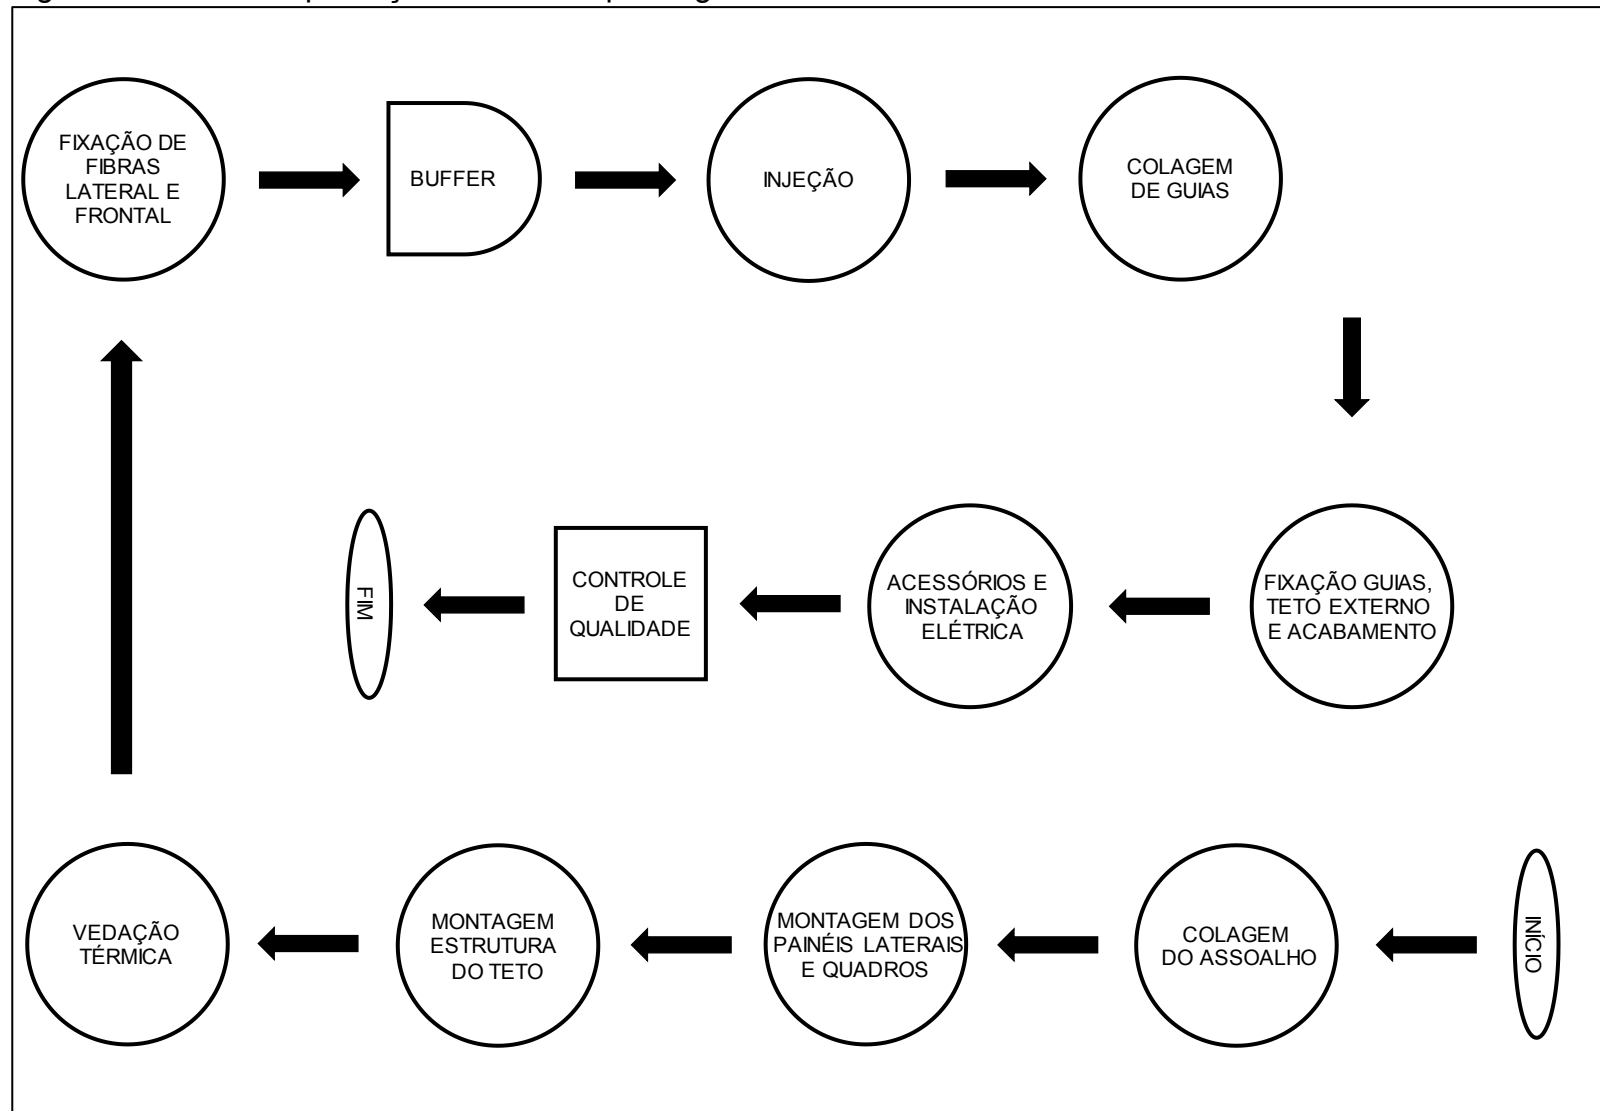 FIXAÇÃO DE
FIBRAS
LATERAL E
FRONTAL
BUFFER
INJEÇÃO
COLAGEM
DE GUIAS
FIM
CONTROLE
DE
QUALIDADE
ACESSÓRIOS E
INSTALAÇÃO
ELÉTRICA
FIXAÇÃO GUIAS,
TETO EXTERNO
E ACABAMENTO
VEDAÇÃO
TÉRMICA
MONTAGEM
ESTRUTURA
DO TETO
MONTAGEM DOS
PAINÉIS LATERAIS
E QUADROS
COLAGEM
DO ASSOALHO
INÍCIO